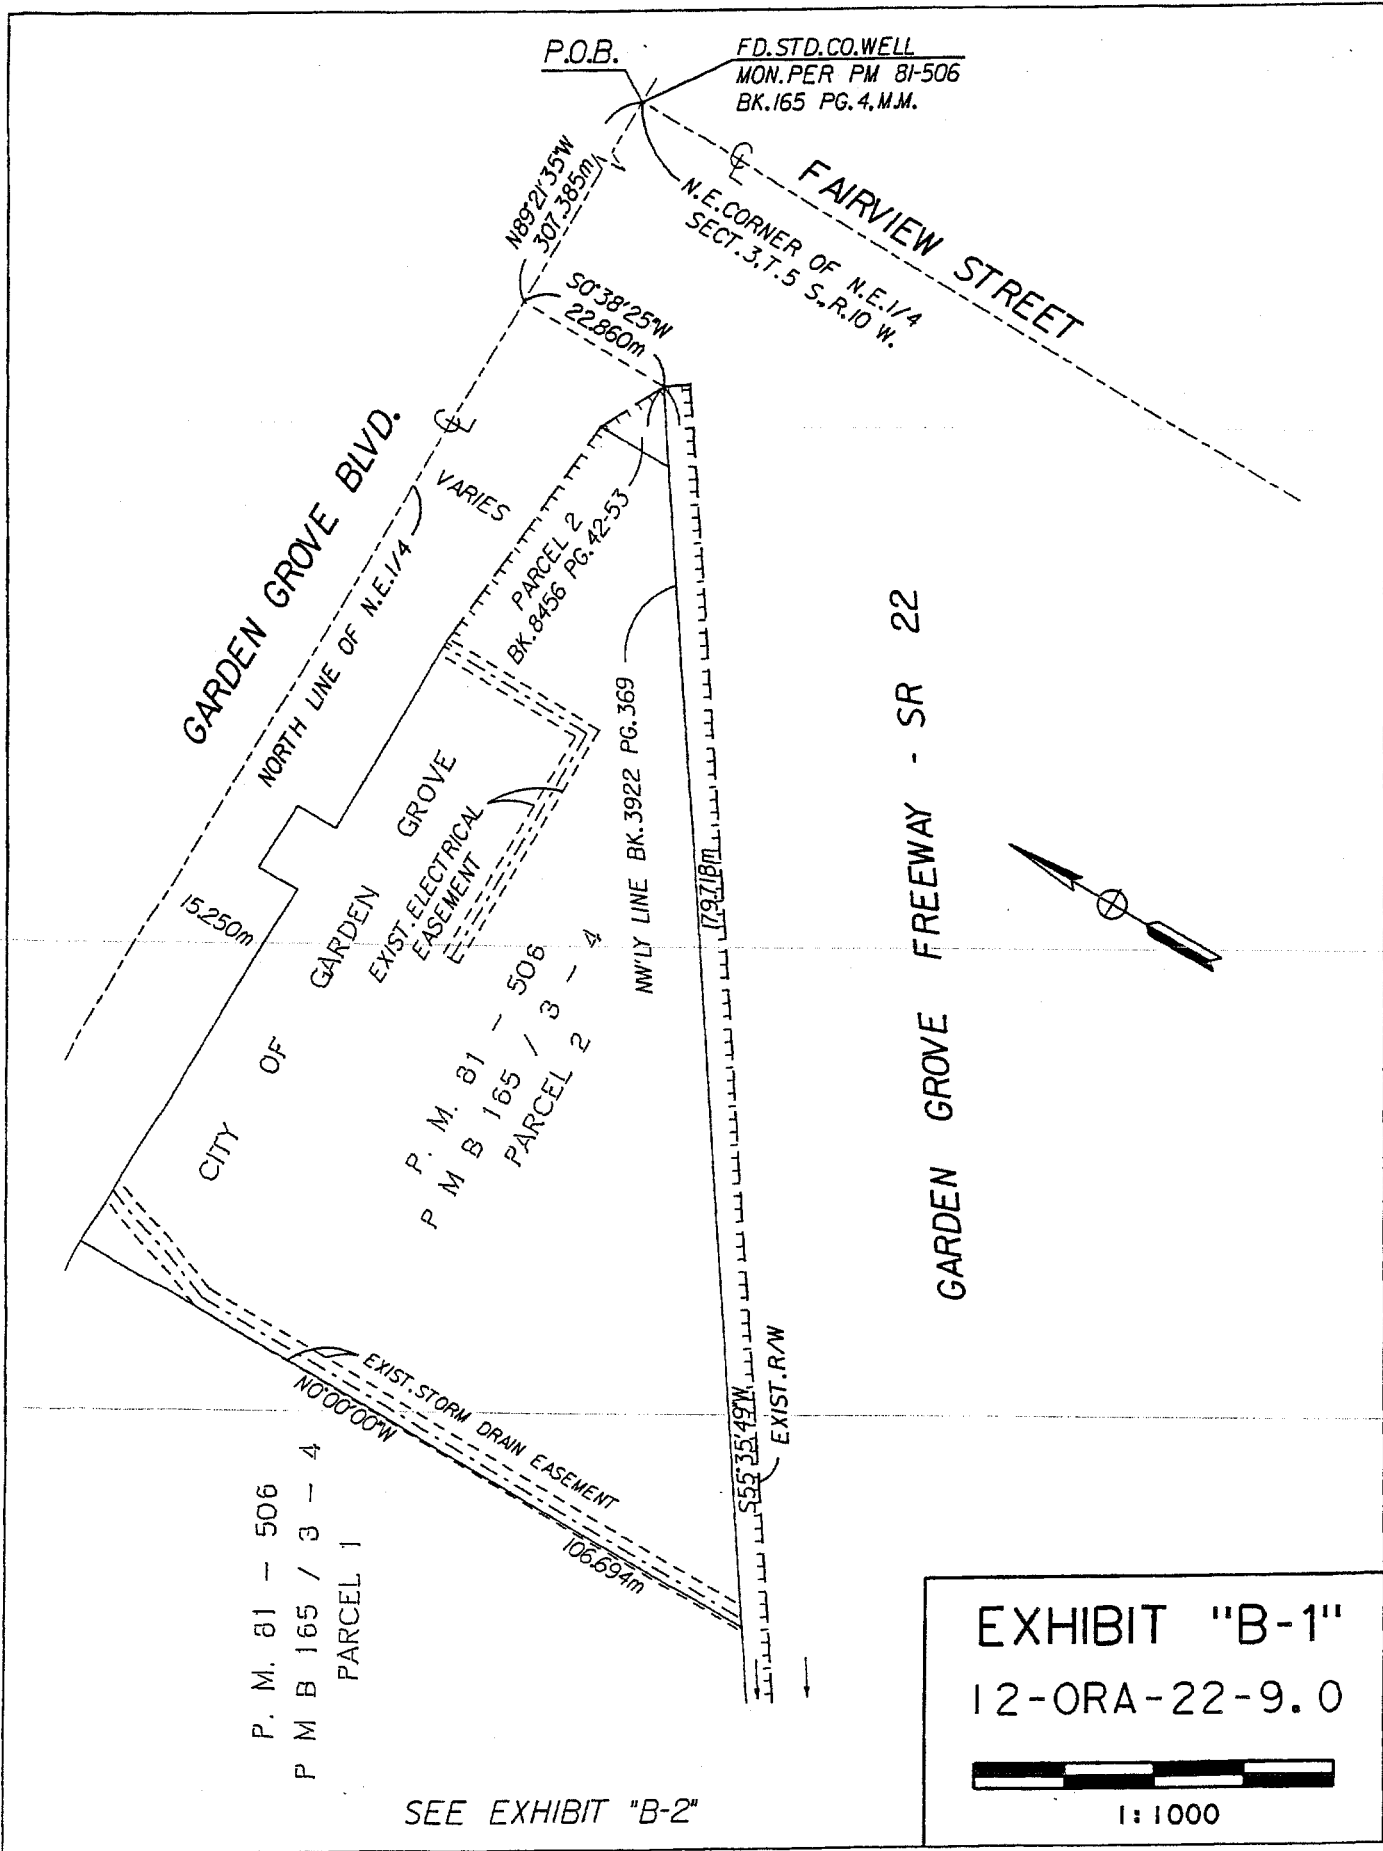 P.O.B.
FD.STD.CO.WELL
MON.PER PM 81-506
BK.165 PG.4,M.M.
N89°21'35"W
307.385m
℄
FAIRVIEW STREET
N.E.CORNER OF N.E.1/4
SECT.3,T.5 S.,R.10 W.
S0°38'25"W
22.860m
℄
GARDEN GROVE BLVD.
VARIES
NORTH LINE OF N.E.1/4
PARCEL 2
BK.8456 PG.42-53
NW'LY LINE BK.3922 PG.369
GARDEN GROVE FREEWAY - SR 22
15.250m
CITY OF GARDEN GROVE
EXIST.ELECTRICAL
EASEMENT
179.718m
P. M. 81 - 506
P M B 165 / 3 - 4
PARCEL 2
EXIST.STORM DRAIN EASEMENT
N0°00'00"W
106.694m
S55°35'49"W
EXIST.R/W
P. M. 81 - 506
P M B 165 / 3 - 4
PARCEL 1
SEE EXHIBIT "B-2"
EXHIBIT "B-1"
12-ORA-22-9.0
1:1000